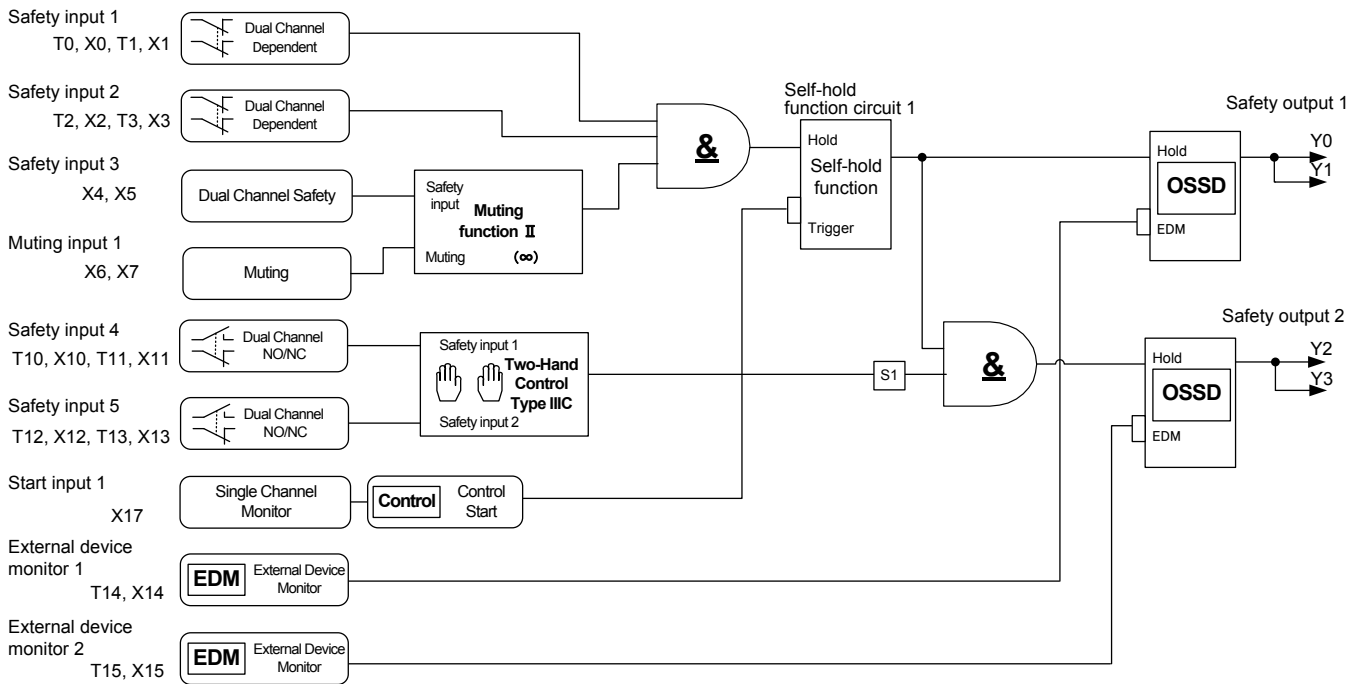 Safety input 1
T0, X0, T1, X1
Dual Channel
Dependent
Safety input 2
T2, X2, T3, X3
Dual Channel
Dependent
Safety input 3
X4, X5
Dual Channel Safety
Muting input 1
X6, X7
Muting
Safety
input
Muting
function II
Muting
(∞)
&
Self-hold
function circuit 1
Hold
Self-hold
function
Trigger
Safety output 1
Hold
OSSD
EDM
Y0
Y1
Safety input 4
T10, X10, T11, X11
Dual Channel
NO/NC
Safety input 5
T12, X12, T13, X13
Dual Channel
NO/NC
Safety input 1
Two-Hand
Control
Type IIIC
Safety input 2
S1
&
Safety output 2
Hold
OSSD
EDM
Y2
Y3
Start input 1
X17
Single Channel
Monitor
Control
Control
Start
External device
monitor 1
T14, X14
EDM
External Device
Monitor
External device
monitor 2
T15, X15
EDM
External Device
Monitor